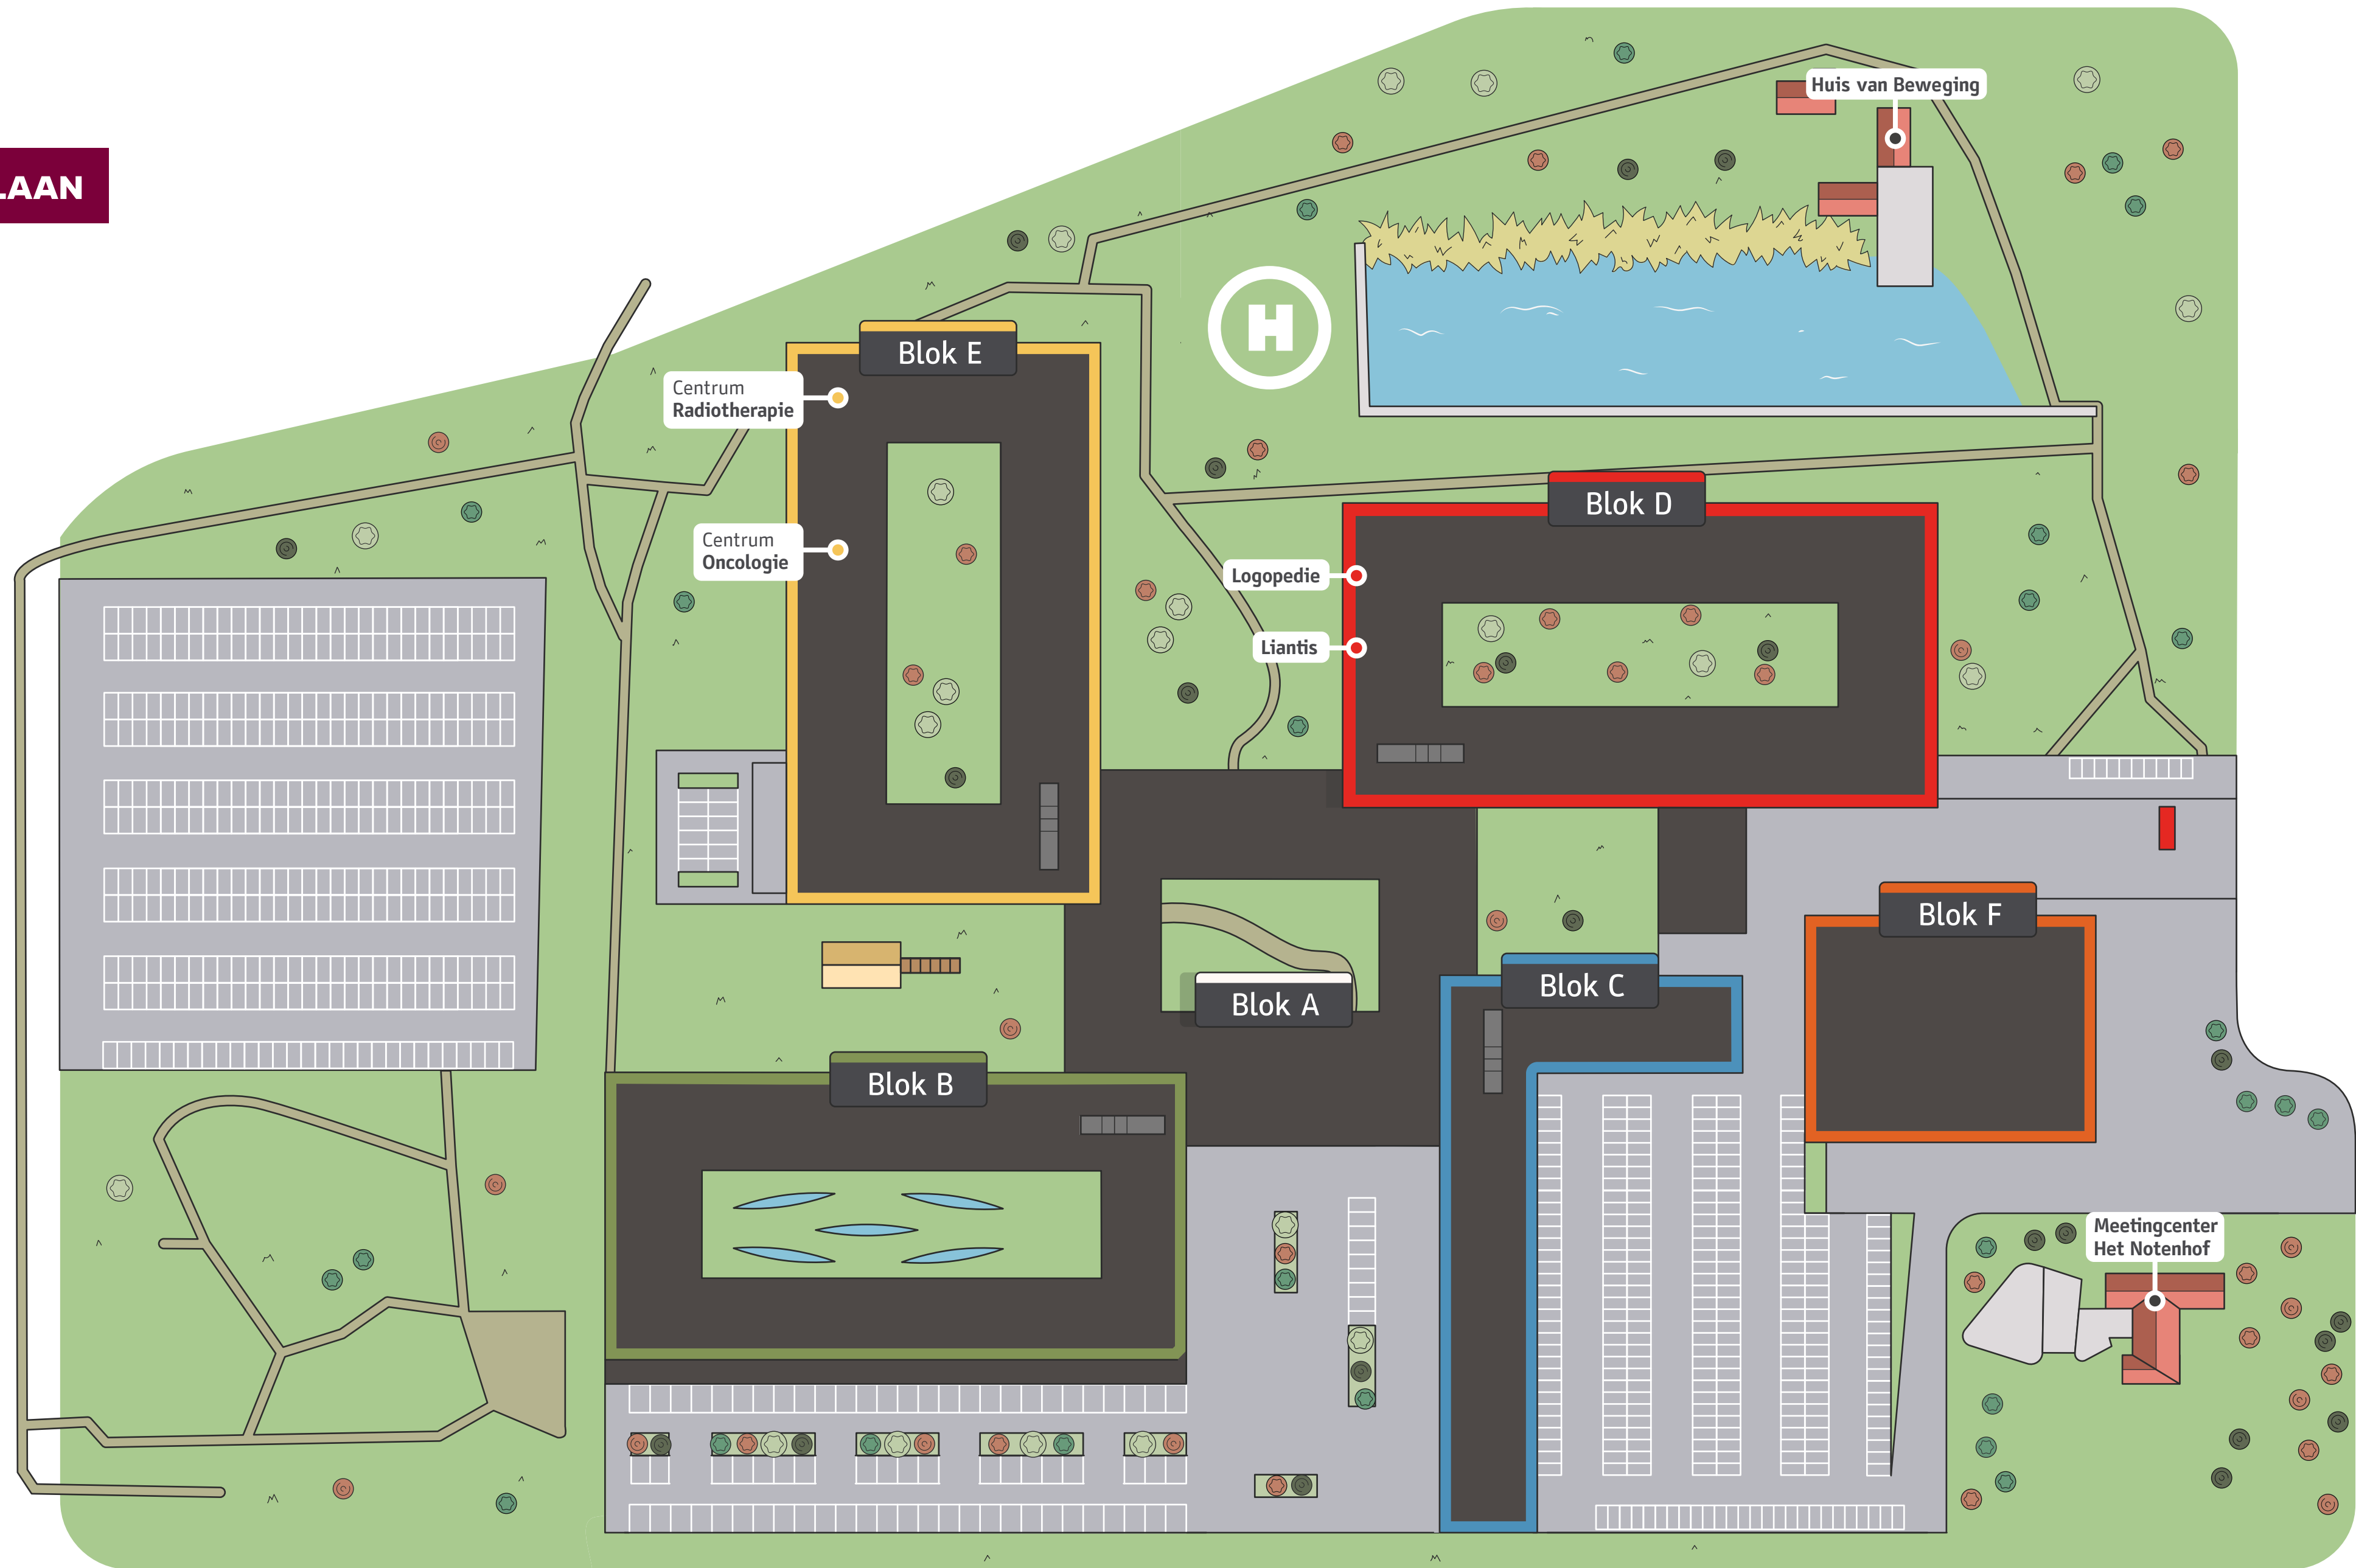 LAAN
Huis van Beweging
H
Blok E
Centrum
Radiotherapie
Centrum
Oncologie
Blok D
Logopedie
Liantis
Blok F
Blok C
Blok A
Blok B
Meetingcenter
Het Notenhof